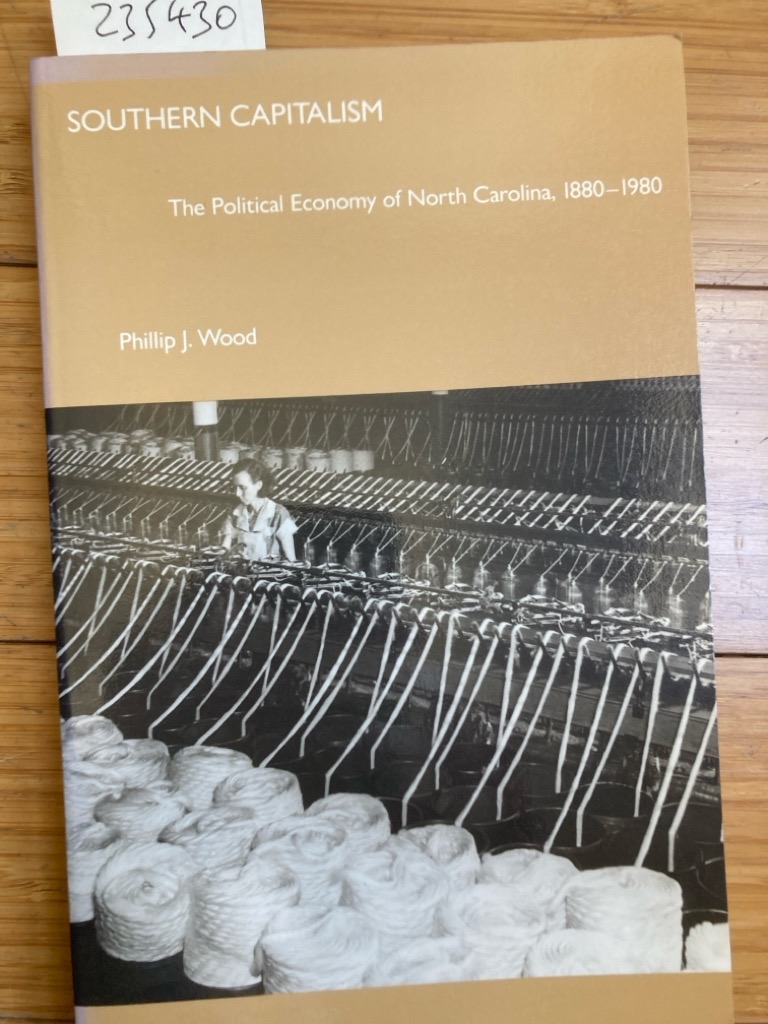 235430
SOUTHERN CAPITALISM
The Political Economy of North Carolina, 1880–1980
Phillip J. Wood